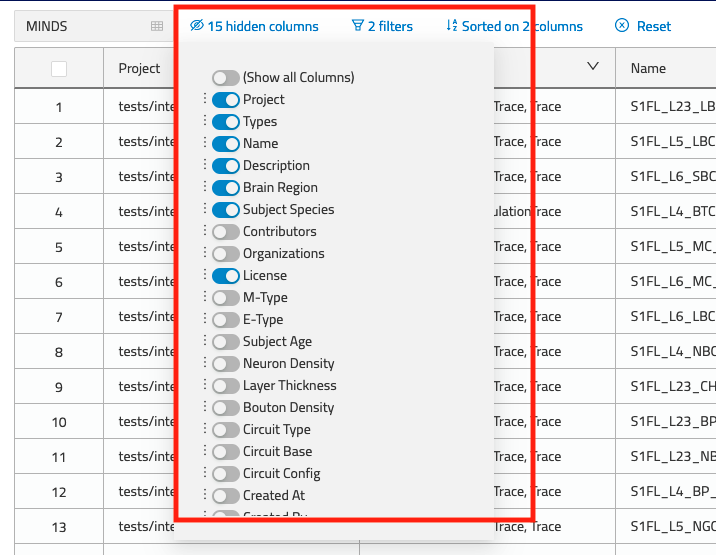 MINDS 15 hidden columns 2 filters Sorted on 2 columns Reset
Project Name
(Show all Columns)
Project
Types
Name
Description
Brain Region
Subject Species
Contributors
Organizations
License
M-Type
E-Type
Subject Age
Neuron Density
Layer Thickness
Bouton Density
Circuit Type
Circuit Base
Circuit Config
Created At
Created By
1 tests/inte Trace, Trace S1FL_L23_LB
2 tests/inte Trace, Trace S1FL_L5_LBC
3 tests/inte Trace, Trace S1FL_L6_SBC
4 tests/inte ulationTrace, Trace S1FL_L4_BTC
5 tests/inte Trace, Trace S1FL_L5_MC_
6 tests/inte Trace, Trace S1FL_L6_MC_
7 tests/inte Trace, Trace S1FL_L6_LBC
8 tests/inte Trace, Trace S1FL_L4_NBC
9 tests/inte Trace, Trace S1FL_L23_CH
10 tests/inte Trace, Trace S1FL_L23_BP
11 tests/inte Trace, Trace S1FL_L23_NB
12 tests/inte Trace, Trace S1FL_L4_BP_
13 tests/inte Trace, Trace S1FL_L5_NGC